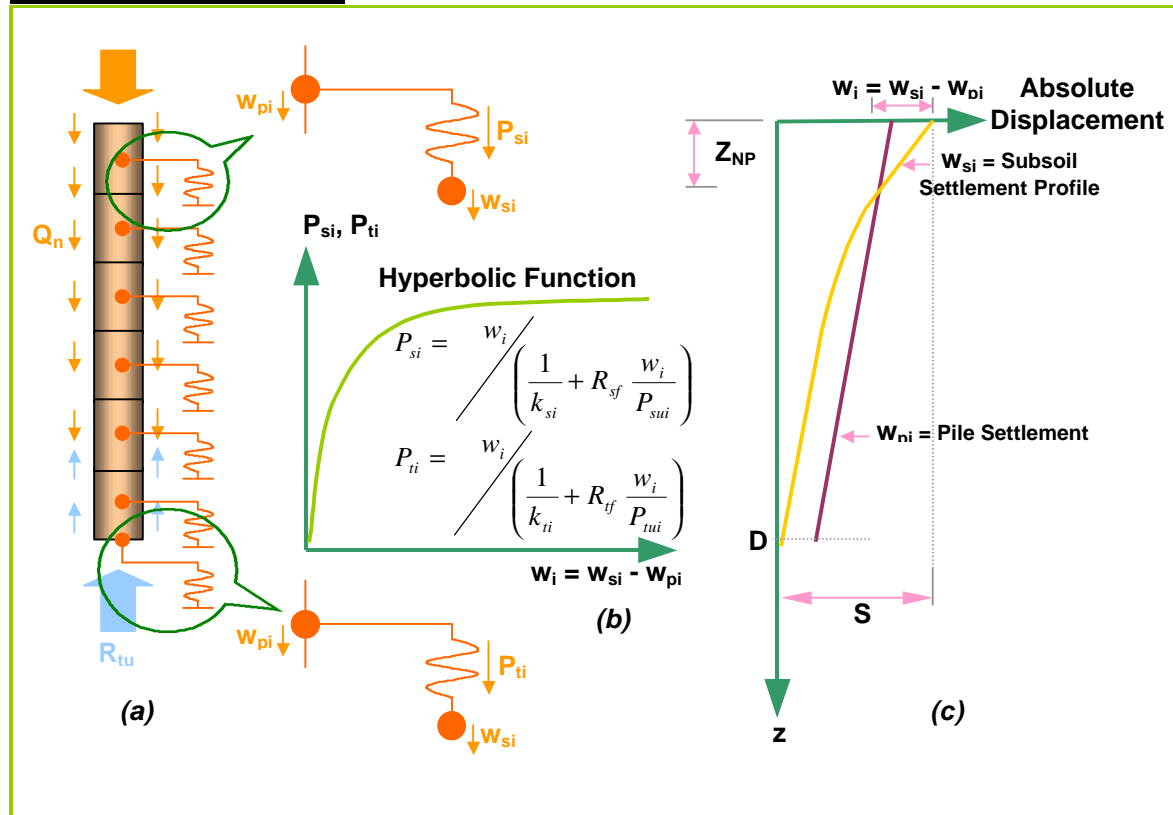 w_pi
P_si
w_si
Q_n
R_tu
(a)
P_si, P_ti
Hyperbolic Function
P_si = w_i / (1/k_si + R_sf w_i/P_sui)
P_ti = w_i / (1/k_ti + R_tf w_i/P_tui)
w_i = w_si - w_pi
(b)
w_pi
P_ti
w_si
w_i = w_si - w_pi
Absolute
Displacement
Z_NP
w_si = Subsoil
Settlement Profile
w_pi = Pile Settlement
D
S
z
(c)